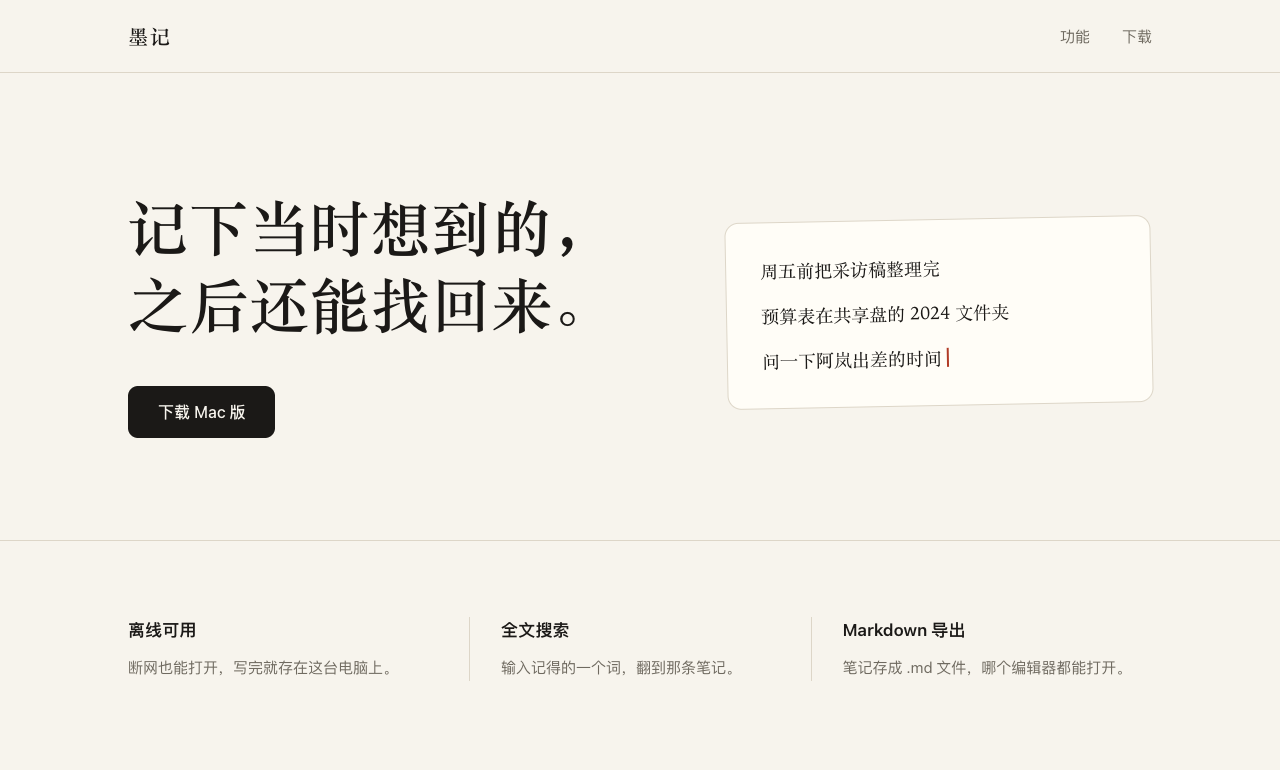 墨记
功能
下载
记下当时想到的，
之后还能找回来。
下载 Mac 版
周五前把采访稿整理完
预算表在共享盘的 2024 文件夹
问一下阿岚出差的时间
离线可用
断网也能打开，写完就存在这台电脑上。
全文搜索
输入记得的一个词，翻到那条笔记。
Markdown 导出
笔记存成 .md 文件，哪个编辑器都能打开。